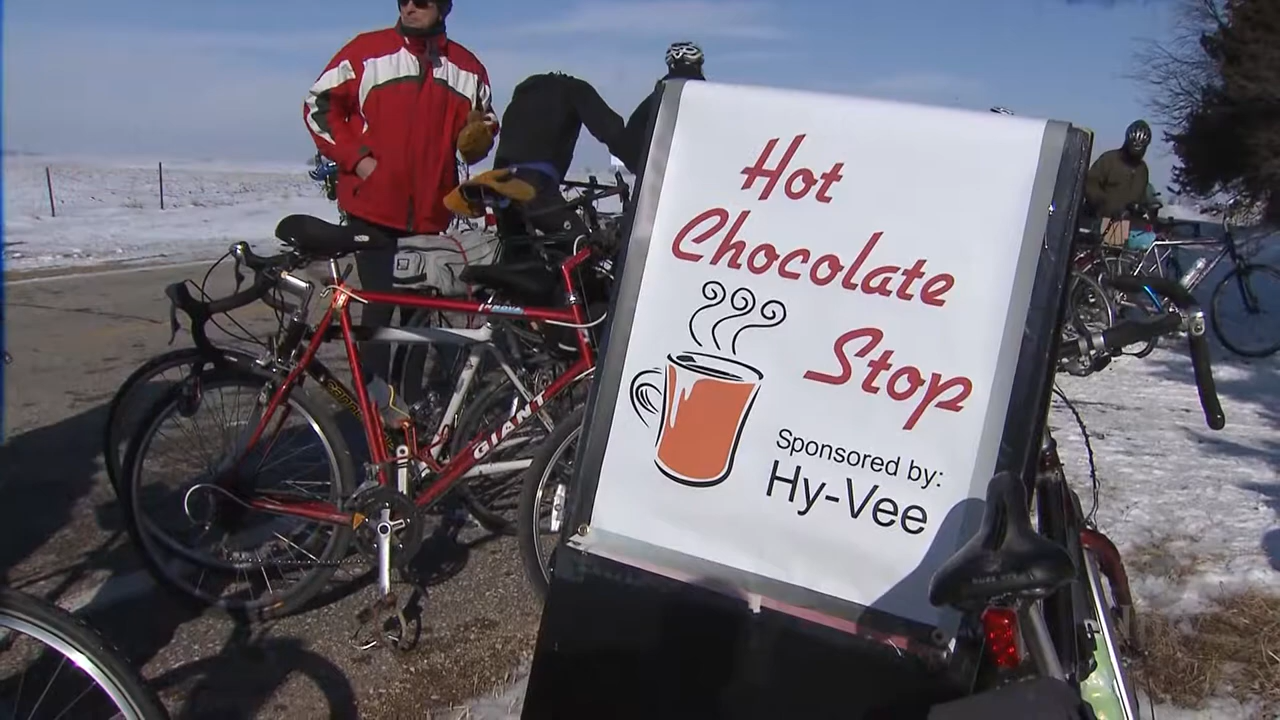 Hot
Chocolate
Stop
Sponsored by:
Hy-Vee
GIANT